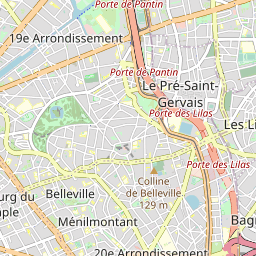 Porte de Pantin
19e Arrondissement
Porte de Pantin
Le Pré-Saint-
Gervais
Porte des Lilas
Les Li
Porte des Lilas
Colline
de Belleville
129 m
Belleville
urg du
ple
Ménilmontant
Bag
20e Arrondissement